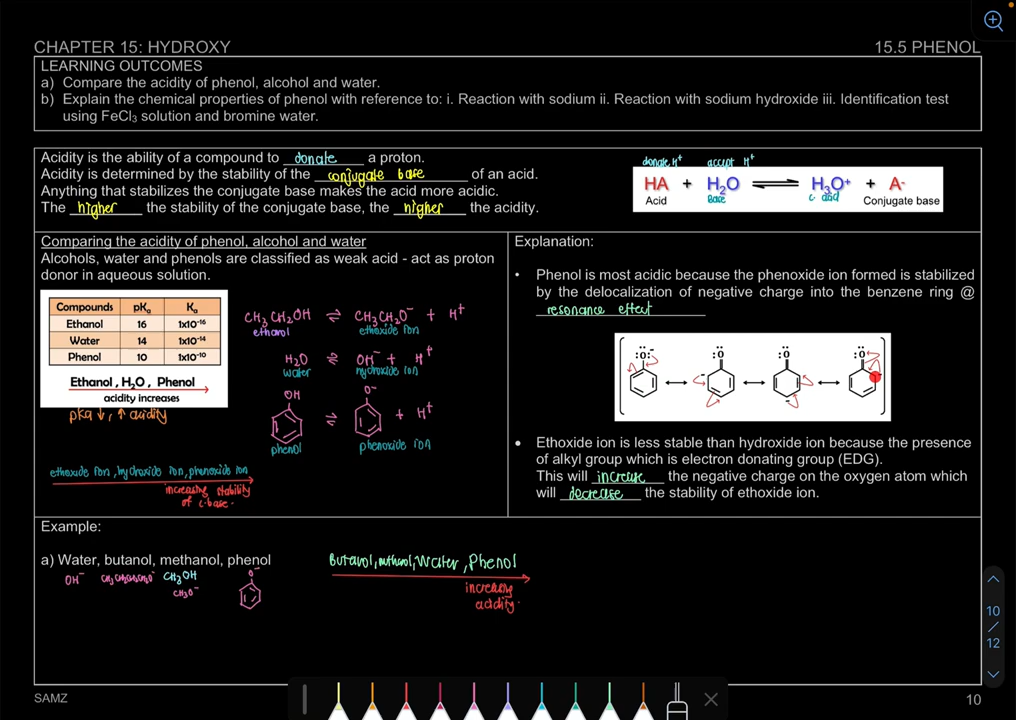 CHAPTER 15: HYDROXY
15.5 PHENOL
LEARNING OUTCOMES
a) Compare the acidity of phenol, alcohol and water.
b) Explain the chemical properties of phenol with reference to: i. Reaction with sodium ii. Reaction with sodium hydroxide iii. Identification test
using FeCl₃ solution and bromine water.
Acidity is the ability of a compound to donate a proton.
Acidity is determined by the stability of the conjugate base of an acid.
Anything that stabilizes the conjugate base makes the acid more acidic.
The higher the stability of the conjugate base, the higher the acidity.
donate H⁺ accept H⁺
HA + H₂O ⇌ H₃O⁺ + A⁻
Acid Base c. acid Conjugate base
Comparing the acidity of phenol, alcohol and water
Alcohols, water and phenols are classified as weak acid - act as proton
donor in aqueous solution.
Compounds pKₐ Kₐ
Ethanol 16 1x10⁻¹⁶
Water 14 1x10⁻¹⁴
Phenol 10 1x10⁻¹⁰
Ethanol , H₂O , Phenol
acidity increases
pka ↓, ↑ acidity
CH₃CH₂OH ⇌ CH₃CH₂O⁻ + H⁺
ethanol ethoxide ion
H₂O ⇌ OH⁻ + H⁺
water hydroxide ion
OH O⁻
⇌ + H⁺
phenol phenoxide ion
ethoxide ion, hydroxide ion, phenoxide ion
increasing stability
of c. base.
Explanation:
• Phenol is most acidic because the phenoxide ion formed is stabilized
by the delocalization of negative charge into the benzene ring @
resonance effect
:Ö:⁻ :O :O :O
• Ethoxide ion is less stable than hydroxide ion because the presence
of alkyl group which is electron donating group (EDG).
This will increase the negative charge on the oxygen atom which
will decrease the stability of ethoxide ion.
Example:
a) Water, butanol, methanol, phenol
OH⁻ CH₃CH₂CH₂CH₂O⁻ CH₃OH O⁻
CH₃O⁻
Butanol, methanol, Water, Phenol
increasing
acidity.
SAMZ
10
10
/
12